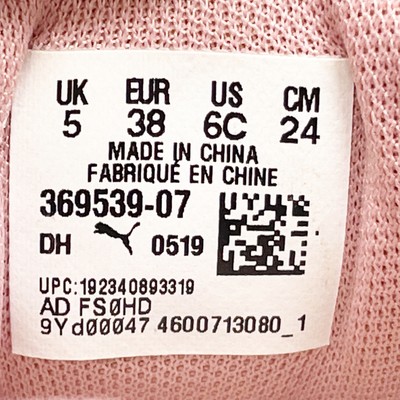 UK EUR US CM
5 38 6C 24
MADE IN CHINA
FABRIQUÉ EN CHINE
369539-07
DH 0519
UPC:192340893319
AD FS0HD
9Yd00047 4600713080_1